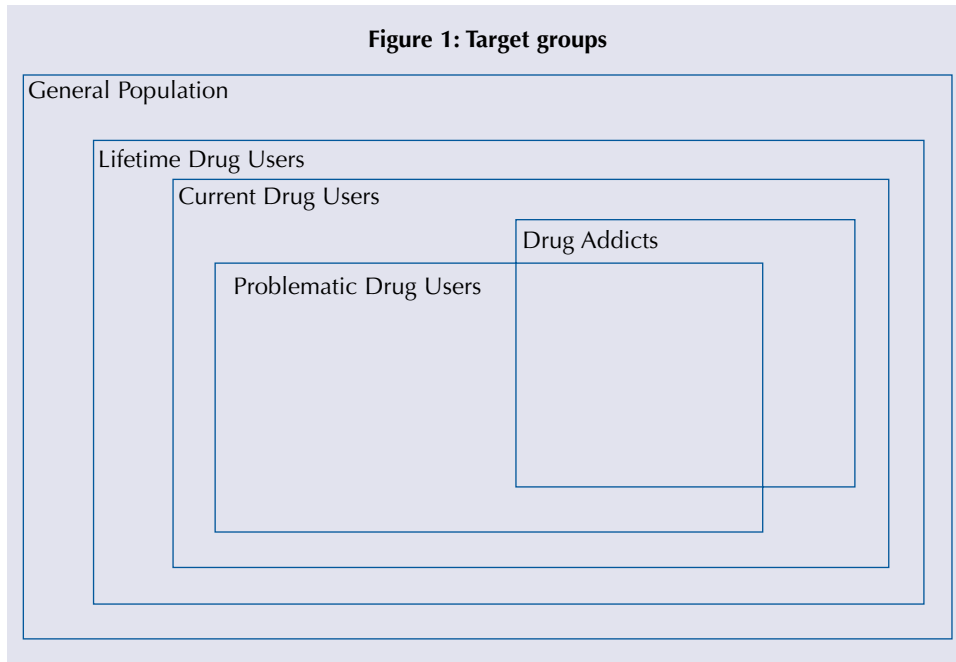 Figure 1: Target groups
General Population
Lifetime Drug Users
Current Drug Users
Drug Addicts
Problematic Drug Users